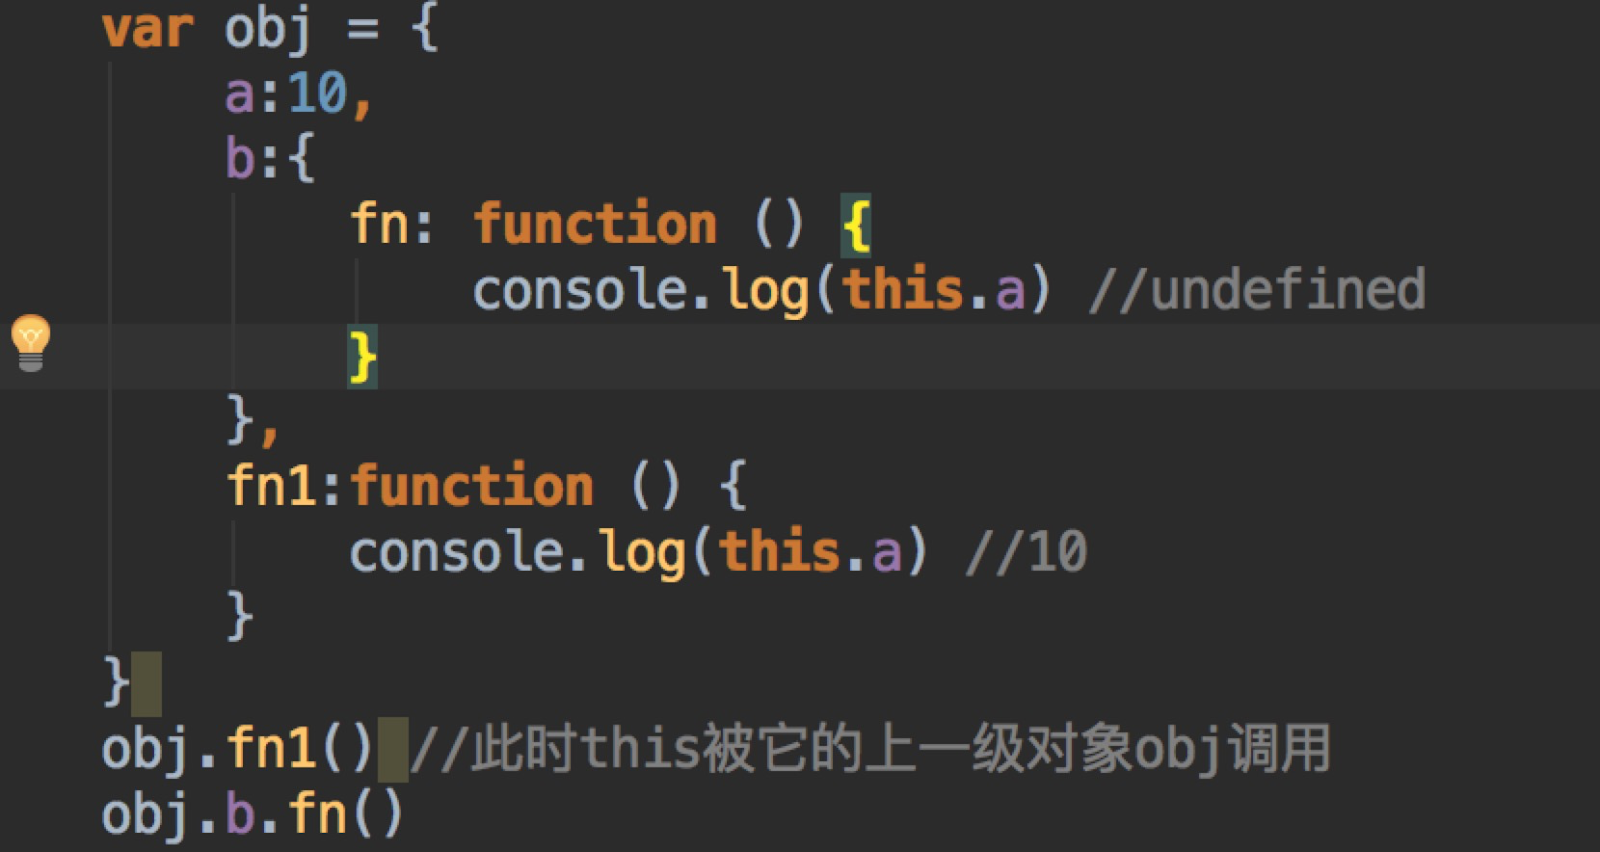 var obj = {
    a:10,
    b:{
        fn: function () {
            console.log(this.a) //undefined
        }
    },
    fn1:function () {
        console.log(this.a) //10
    }
}
obj.fn1() //此时this被它的上一级对象obj调用
obj.b.fn()